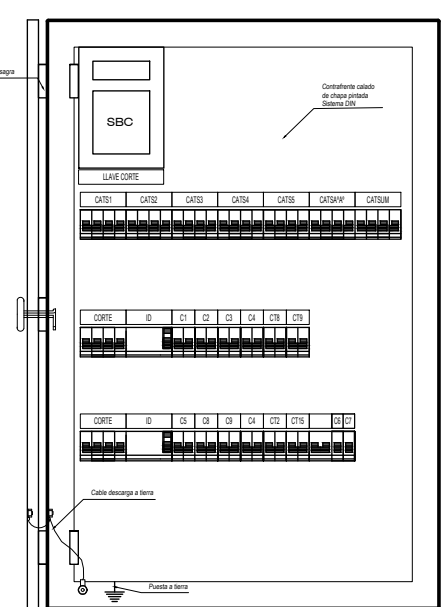 sagra
Contrafrente calado
de chapa pintada
Sistema DIN
SBC
LLAVE CORTE
CATS1 CATS2 CATS3 CATS4 CATS5 CATSAºAº CATSUM
CORTE ID C1 C2 C3 C4 CT8 CT9
CORTE ID C5 C8 C9 C4 CT2 CT15 C6 C7
Cable descarga a tierra
Puesta a tierra